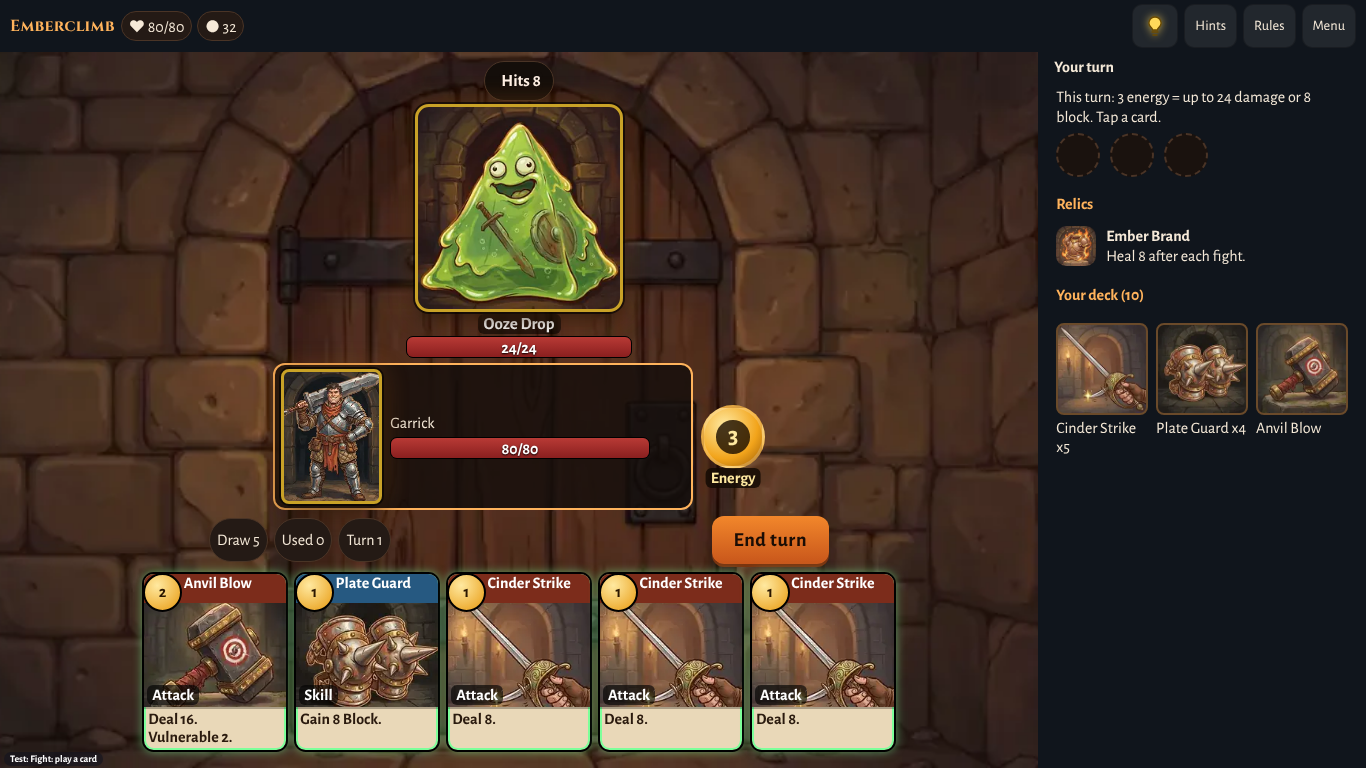 EMBERCLIMB
80/80
32
Hints
Rules
Menu
Hits 8
Ooze Drop
24/24
Garrick
80/80
3
Energy
Draw 5
Used 0
Turn 1
End turn
2
Anvil Blow
Attack
Deal 16.
Vulnerable 2.
1
Plate Guard
Skill
Gain 8 Block.
1
Cinder Strike
Attack
Deal 8.
1
Cinder Strike
Attack
Deal 8.
1
Cinder Strike
Attack
Deal 8.
Test: Fight: play a card
Your turn
This turn: 3 energy = up to 24 damage or 8
block. Tap a card.
Relics
Ember Brand
Heal 8 after each fight.
Your deck (10)
Cinder Strike
x5
Plate Guard x4
Anvil Blow